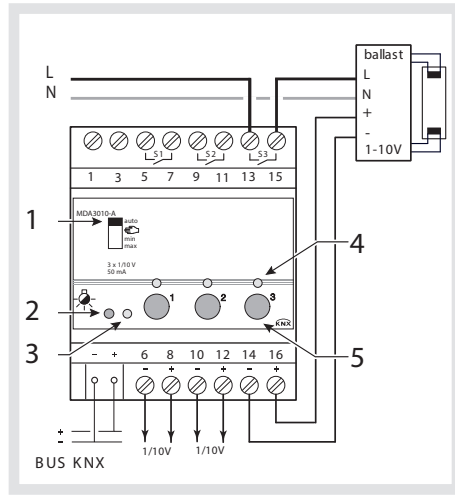 ballast
L
N
L
N
+
-
1-10V
S1 S2 S3
1 3 5 7 9 11 13 15
MDA3010-A
auto
min
max
3 x 1/10 V
50 mA
1
2
3
4
5
1 2 3
KNX
- + 6 8 10 12 14 16
- + - + - +
+
-
1/10V 1/10V
BUS KNX